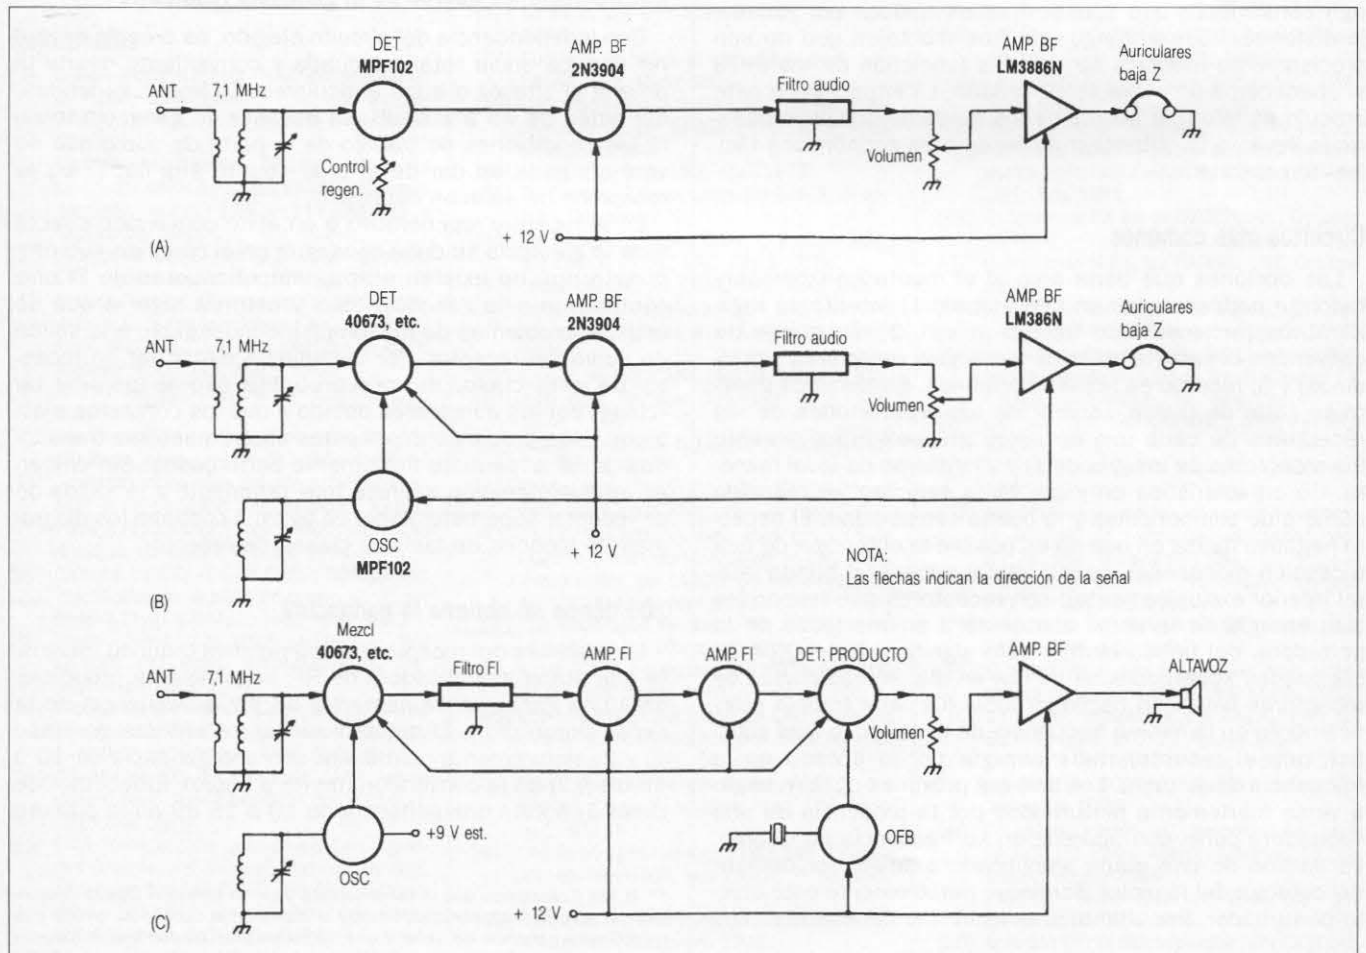 DET.
MPF102
AMP. BF
2N3904
AMP. BF
LM3886N
Auriculares
baja Z
ANT
7,1 MHz
Filtro audio
Control
regen.
Volumen
+ 12 V
(A)
DET.
40673, etc.
AMP. BF
2N3904
AMP. BF
LM386N
Auriculares
baja Z
ANT
7,1 MHz
Filtro audio
Volumen
OSC.
MPF102
+ 12 V
NOTA:
Las flechas indican la dirección de la señal
(B)
Mezcl
40673, etc.
Filtro FI
AMP. FI
AMP. FI
DET. PRODUCTO
AMP. BF
ALTAVOZ
ANT
7,1 MHz
Volumen
+9 V est.
OSC.
OFB
+ 12 V
(C)